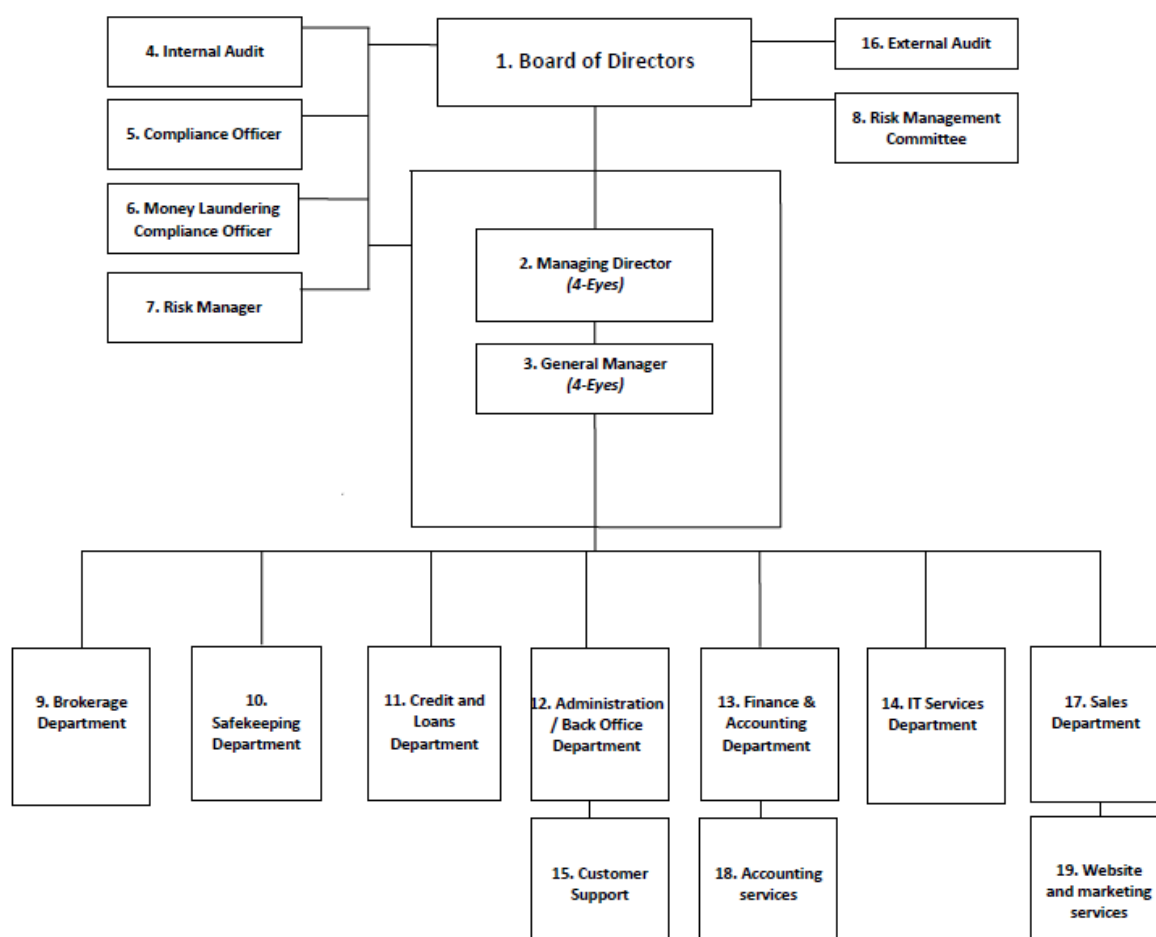 4. Internal Audit
1. Board of Directors
16. External Audit
5. Compliance Officer
8. Risk Management
Committee
6. Money Laundering
Compliance Officer
7. Risk Manager
2. Managing Director
(4-Eyes)
3. General Manager
(4-Eyes)
9. Brokerage
Department
10.
Safekeeping
Department
11. Credit and
Loans
Department
12. Administration
/ Back Office
Department
13. Finance &
Accounting
Department
14. IT Services
Department
17. Sales
Department
15. Customer
Support
18. Accounting
services
19. Website
and marketing
services